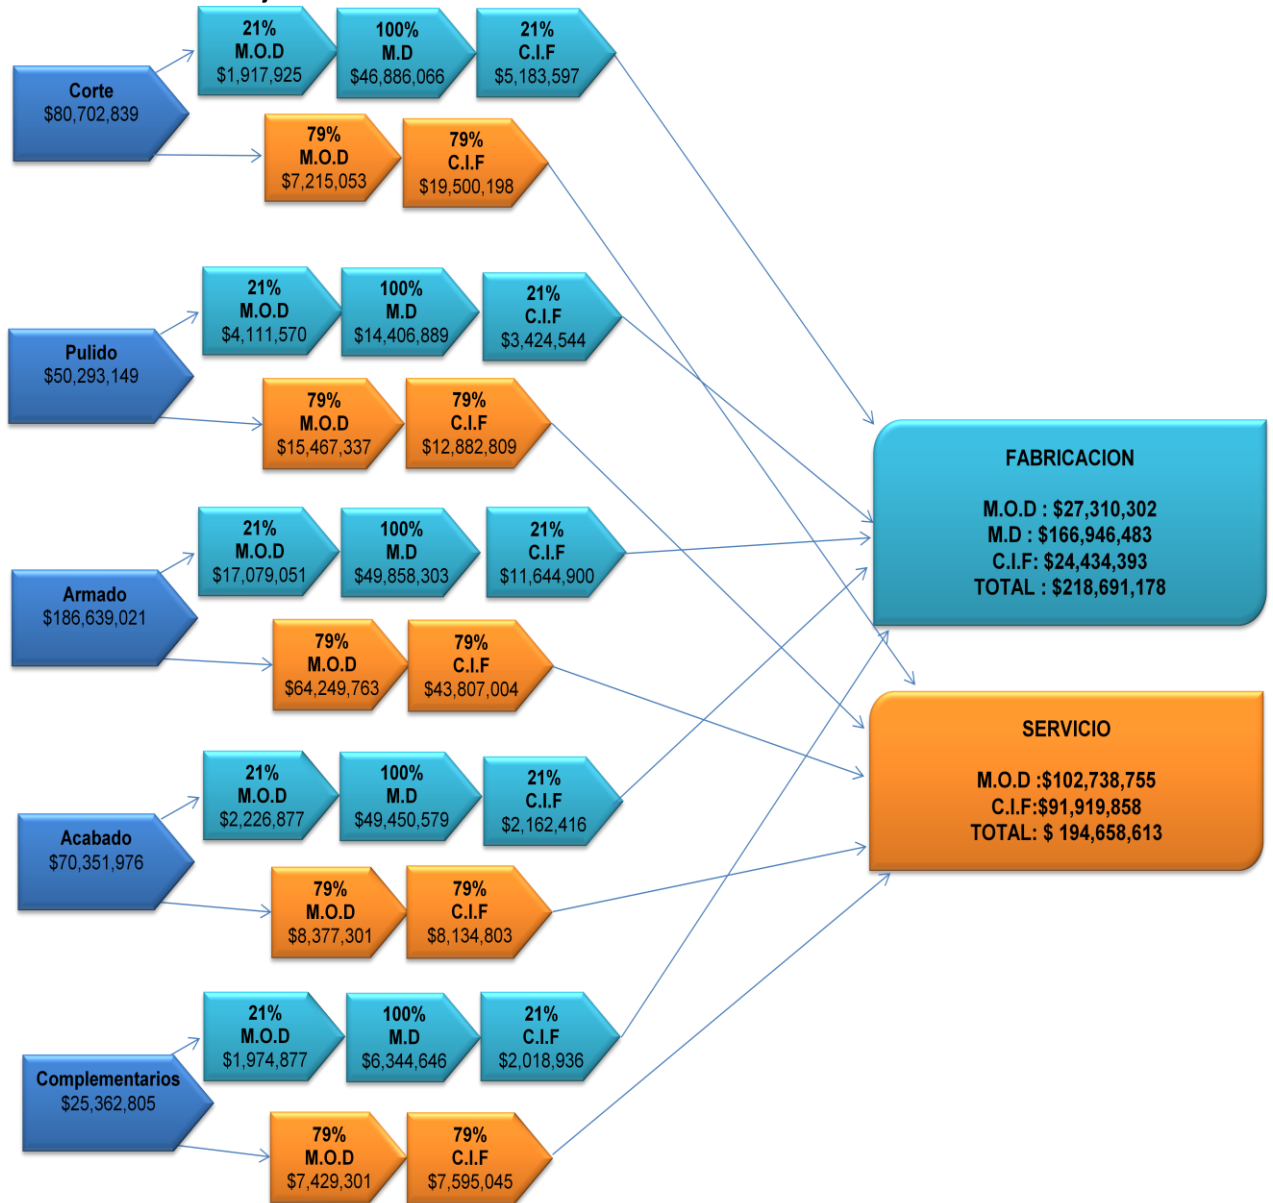 21%
M.O.D
$1,917,925
100%
M.D
$46,886,066
21%
C.I.F
$5,183,597
Corte
$80,702,839
79%
M.O.D
$7,215,053
79%
C.I.F
$19,500,198
21%
M.O.D
$4,111,570
100%
M.D
$14,406,889
21%
C.I.F
$3,424,544
Pulido
$50,293,149
79%
M.O.D
$15,467,337
79%
C.I.F
$12,882,809
21%
M.O.D
$17,079,051
100%
M.D
$49,858,303
21%
C.I.F
$11,644,900
Armado
$186,639,021
79%
M.O.D
$64,249,763
79%
C.I.F
$43,807,004
21%
M.O.D
$2,226,877
100%
M.D
$49,450,579
21%
C.I.F
$2,162,416
Acabado
$70,351,976
79%
M.O.D
$8,377,301
79%
C.I.F
$8,134,803
21%
M.O.D
$1,974,877
100%
M.D
$6,344,646
21%
C.I.F
$2,018,936
Complementarios
$25,362,805
79%
M.O.D
$7,429,301
79%
C.I.F
$7,595,045
FABRICACION
M.O.D : $27,310,302
M.D : $166,946,483
C.I.F: $24,434,393
TOTAL : $218,691,178
SERVICIO
M.O.D :$102,738,755
C.I.F:$91,919,858
TOTAL: $ 194,658,613